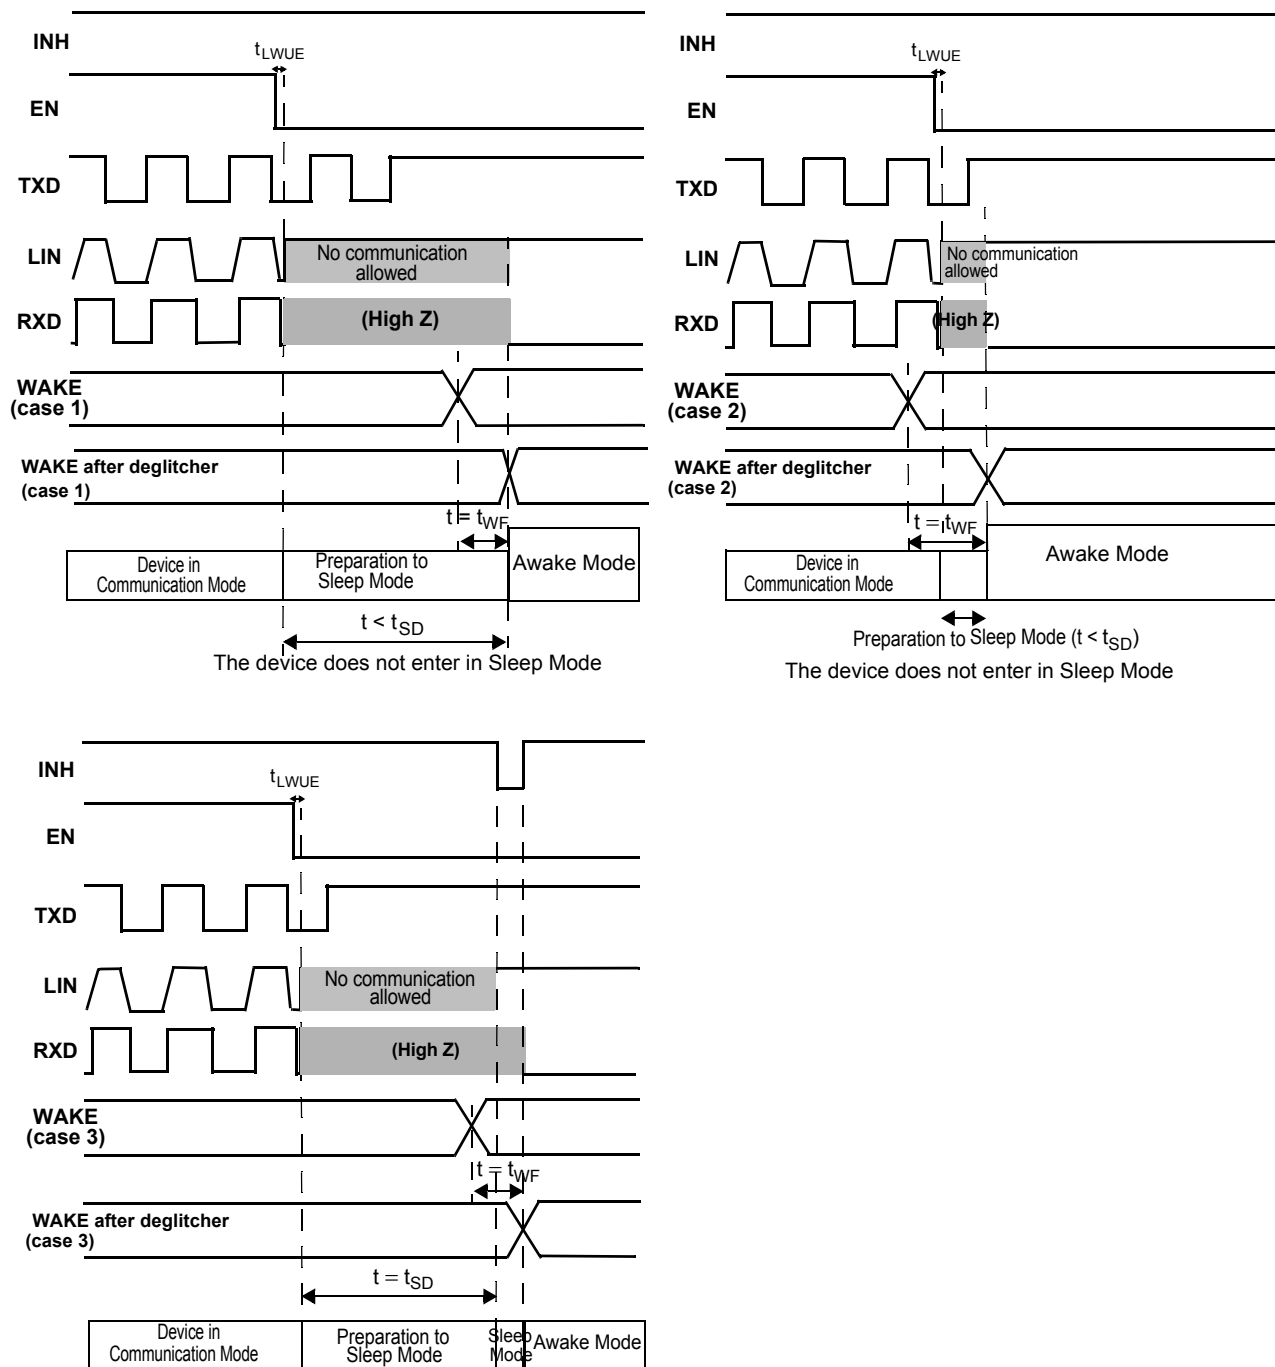 INH
tLWUE
EN
TXD
LIN
No communication
allowed
RXD
(High Z)
WAKE
(case 1)
WAKE after deglitcher
(case 1)
t = tWF
Device in
Communication Mode
Preparation to
Sleep Mode
Awake Mode
t < tSD
The device does not enter in Sleep Mode
INH
tLWUE
EN
TXD
LIN
No communication
allowed
RXD
(High Z)
WAKE
(case 2)
WAKE after deglitcher
(case 2)
t = tWF
Device in
Communication Mode
Awake Mode
Preparation to Sleep Mode (t < tSD)
The device does not enter in Sleep Mode
INH
tLWUE
EN
TXD
LIN
No communication
allowed
RXD
(High Z)
WAKE
(case 3)
t = tWF
WAKE after deglitcher
(case 3)
t = tSD
Device in
Communication Mode
Preparation to
Sleep Mode
Sleep
Mode
Awake Mode